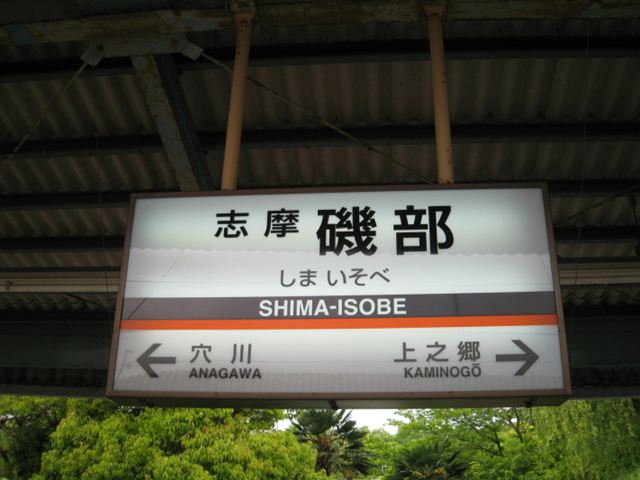 志摩 磯部
しま いそべ
SHIMA-ISOBE
← 穴川 上之郷 →
ANAGAWA KAMINOGŌ